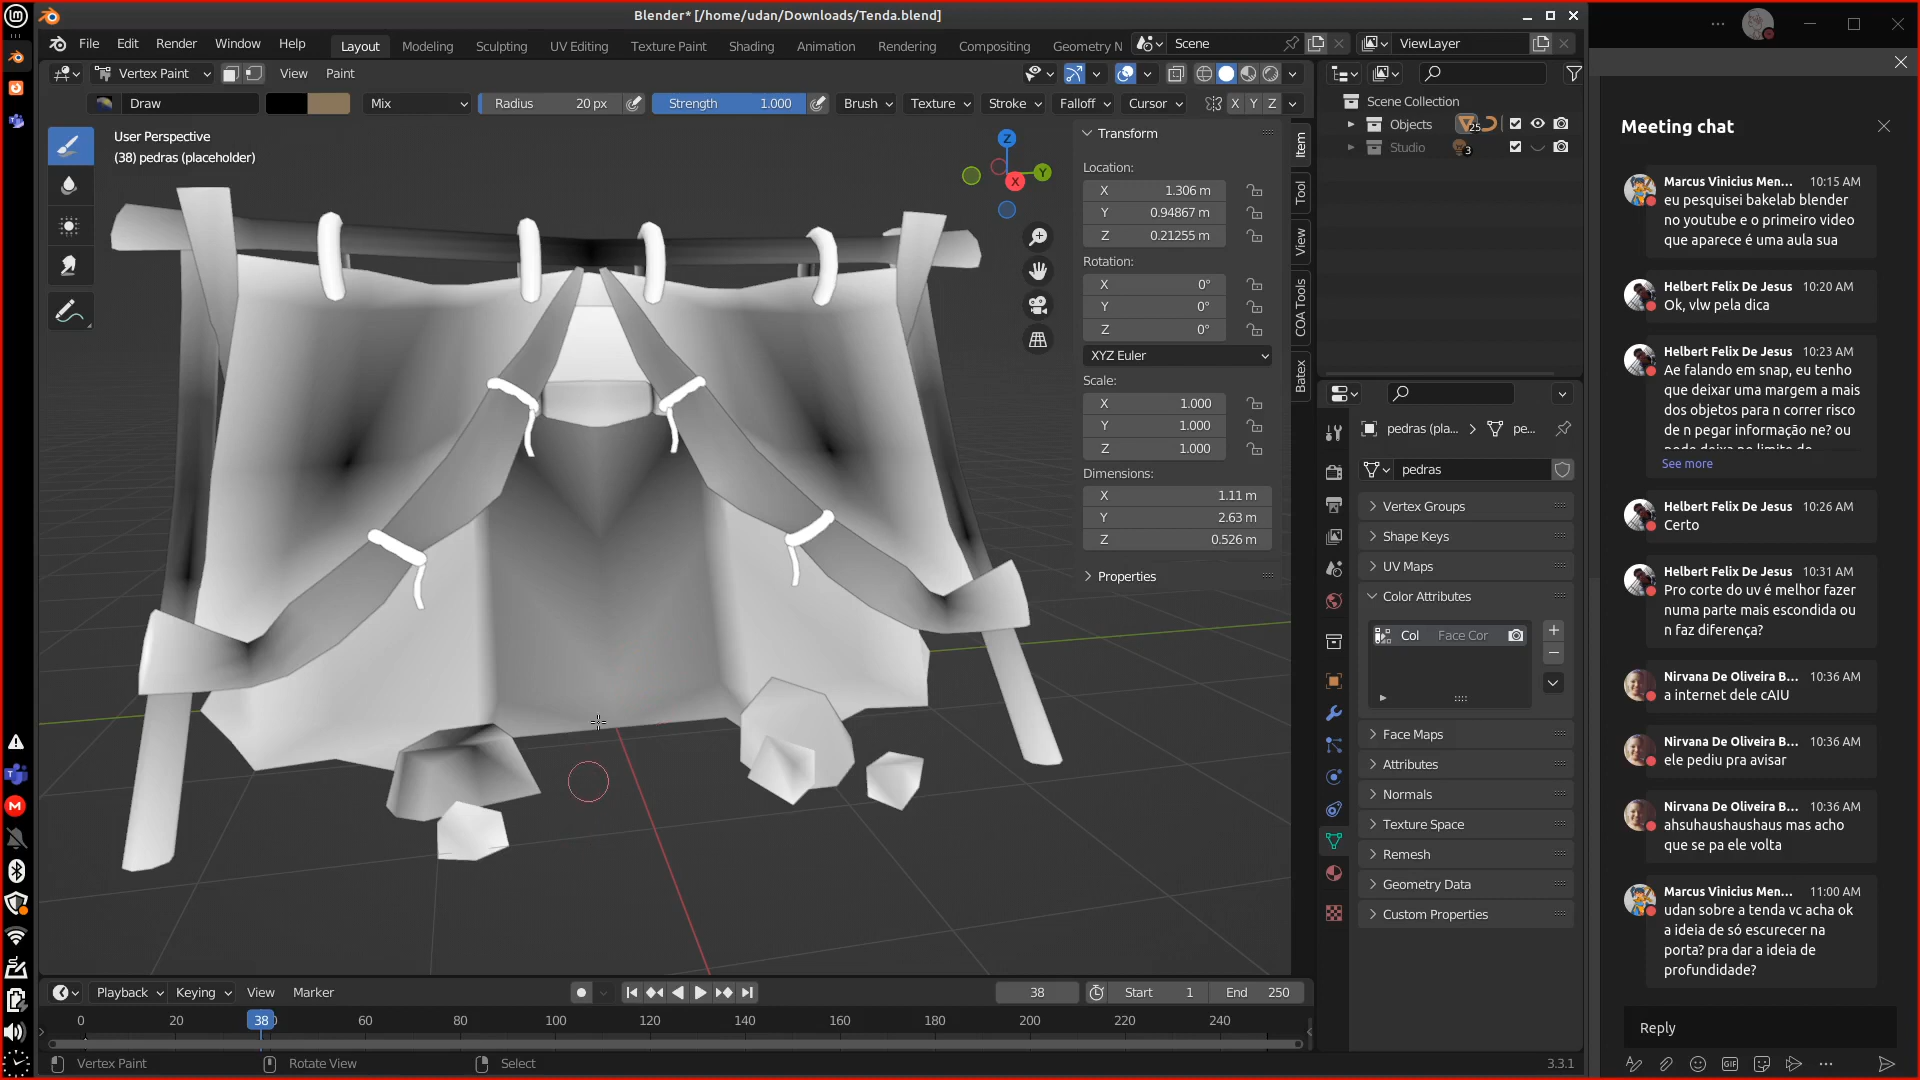 Blender* [/home/udan/Downloads/Tenda.blend]
File Edit Render Window Help
Layout Modeling Sculpting UV Editing Texture Paint Shading Animation Rendering Compositing Geometry N
Scene ViewLayer
Vertex Paint View Paint
Draw Mix Radius 20 px Strength 1.000 Brush Texture Stroke Falloff Cursor X Y Z
User Perspective
(38) pedras (placeholder)
Z
Y
X
Transform
Location:
X 1.306 m
Y 0.94867 m
Z 0.21255 m
Rotation:
X 0°
Y 0°
Z 0°
XYZ Euler
Scale:
X 1.000
Y 1.000
Z 1.000
Dimensions:
X 1.11 m
Y 2.63 m
Z 0.526 m
Properties
Item
Tool
View
COA Tools
Batex
Scene Collection
Objects 25
Studio 3
pedras (pla... pe...
pedras
Vertex Groups
Shape Keys
UV Maps
Color Attributes
Col Face Cor
Face Maps
Attributes
Normals
Texture Space
Remesh
Geometry Data
Custom Properties
Playback Keying View Marker
38 Start 1 End 250
0 20 38 60 80 100 120 140 160 180 200 220 240
Vertex Paint Rotate View Select 3.3.1
Meeting chat
Marcus Vinicius Men... 10:15 AM
eu pesquisei bakelab blender
no youtube e o primeiro video
que aparece é uma aula sua
Helbert Felix De Jesus 10:20 AM
Ok, vlw pela dica
Helbert Felix De Jesus 10:23 AM
Ae falando em snap, eu tenho
que deixar uma margem a mais
dos objetos para n correr risco
de n pegar informação ne? ou
See more
Helbert Felix De Jesus 10:26 AM
Certo
Helbert Felix De Jesus 10:31 AM
Pro corte do uv é melhor fazer
numa parte mais escondida ou
n faz diferença?
Nirvana De Oliveira B... 10:36 AM
a internet dele cAIU
Nirvana De Oliveira B... 10:36 AM
ele pediu pra avisar
Nirvana De Oliveira B... 10:36 AM
ahsuhaushaushaus mas acho
que se pa ele volta
Marcus Vinicius Men... 11:00 AM
udan sobre a tenda vc acha ok
a ideia de só escurecer na
porta? pra dar a ideia de
profundidade?
Reply
GIF